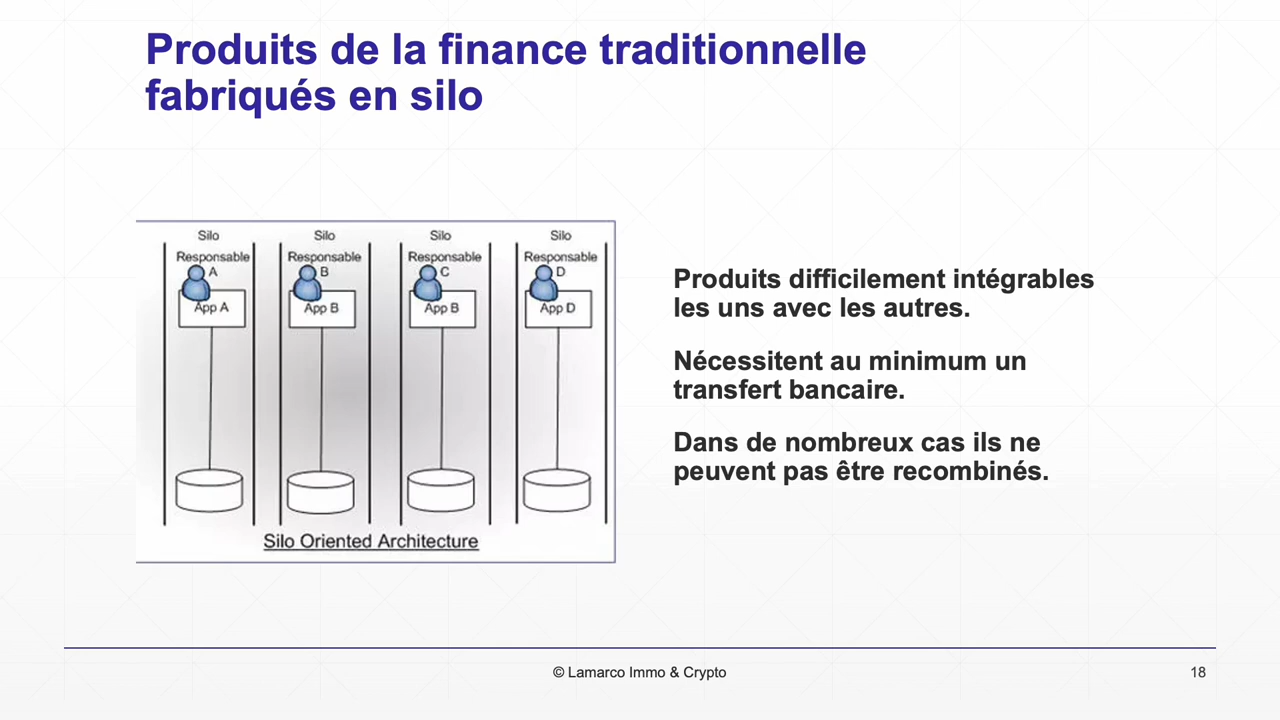 Produits de la finance traditionnelle
fabriqués en silo
Silo Silo Silo Silo
Responsable Responsable Responsable Responsable
A B C D
App A App B App B App D
Silo Oriented Architecture
Produits difficilement intégrables
les uns avec les autres.
Nécessitent au minimum un
transfert bancaire.
Dans de nombreux cas ils ne
peuvent pas être recombinés.
© Lamarco Immo & Crypto
18